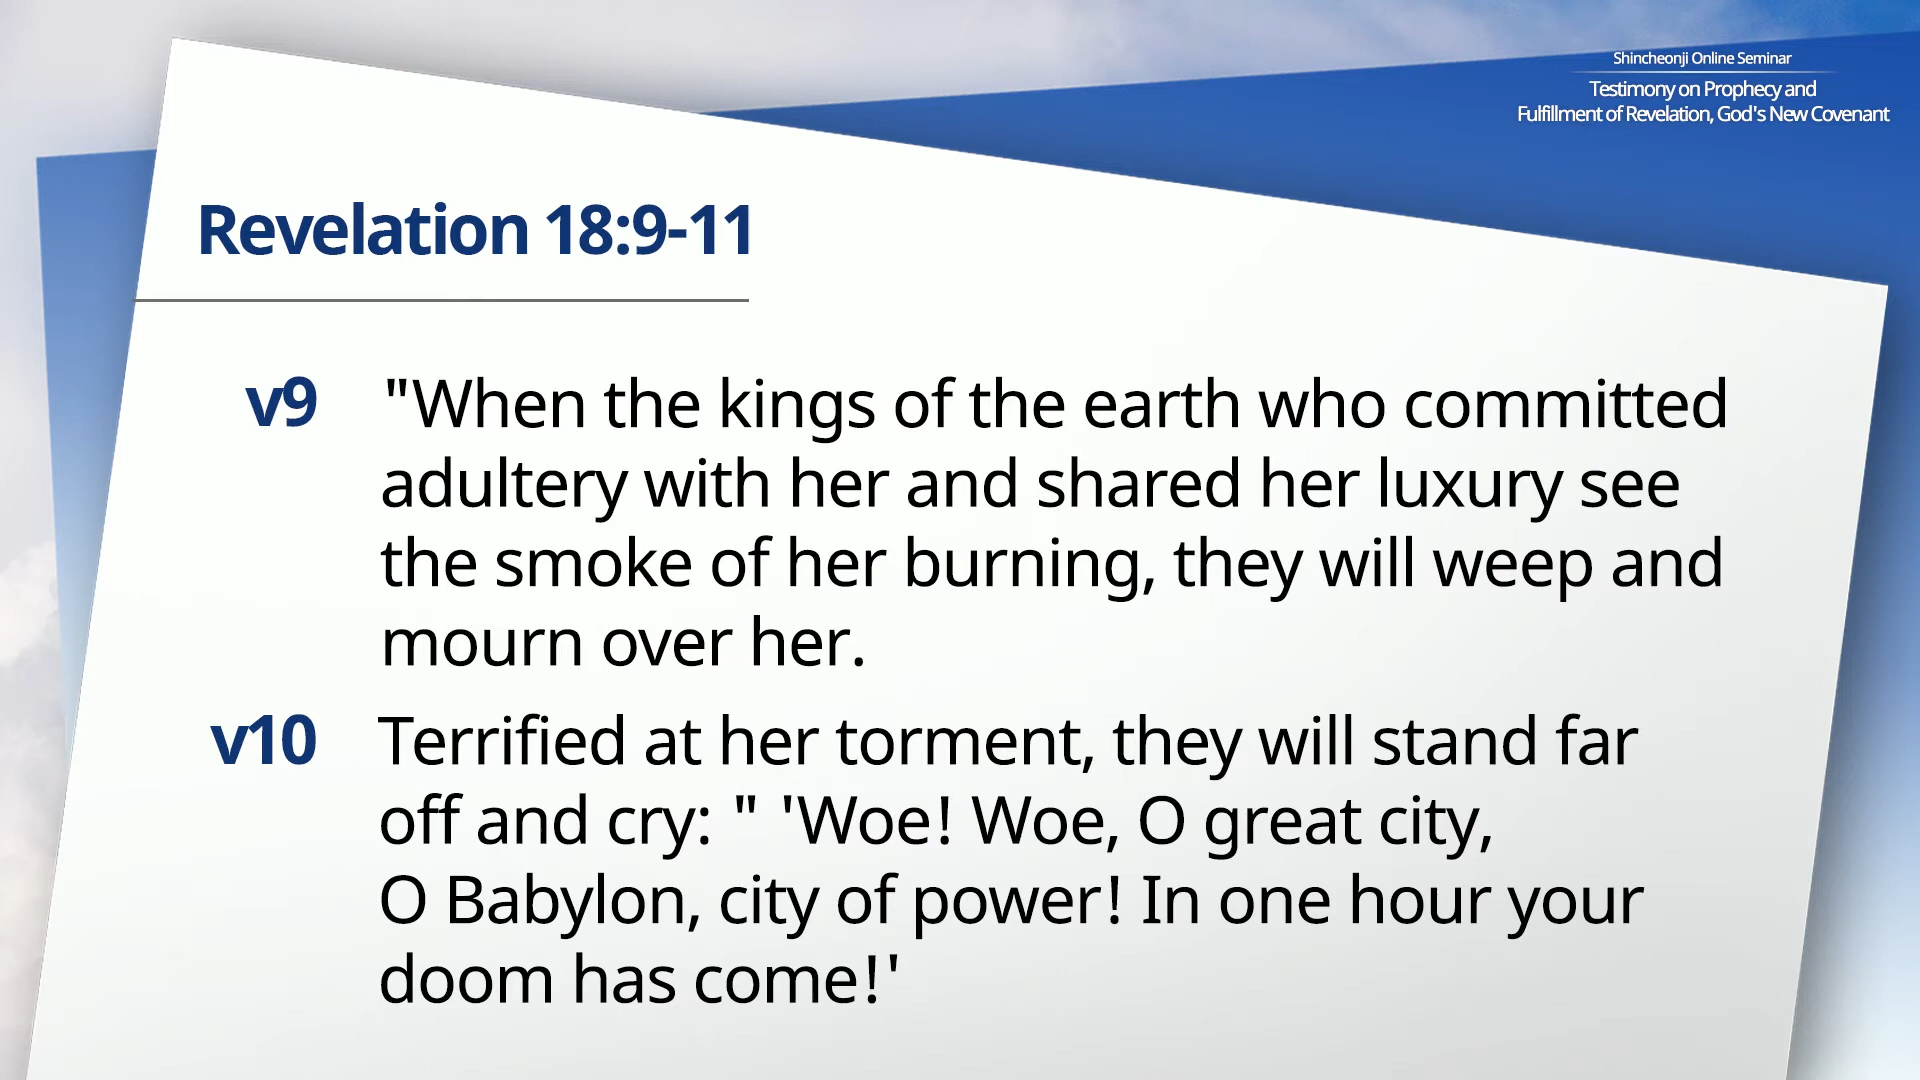 Shincheonji Online Seminar
Testimony on Prophecy and
Fulfillment of Revelation, God's New Covenant
Revelation 18:9-11
v9 "When the kings of the earth who committed
adultery with her and shared her luxury see
the smoke of her burning, they will weep and
mourn over her.
v10 Terrified at her torment, they will stand far
off and cry: " 'Woe! Woe, O great city,
O Babylon, city of power! In one hour your
doom has come!'